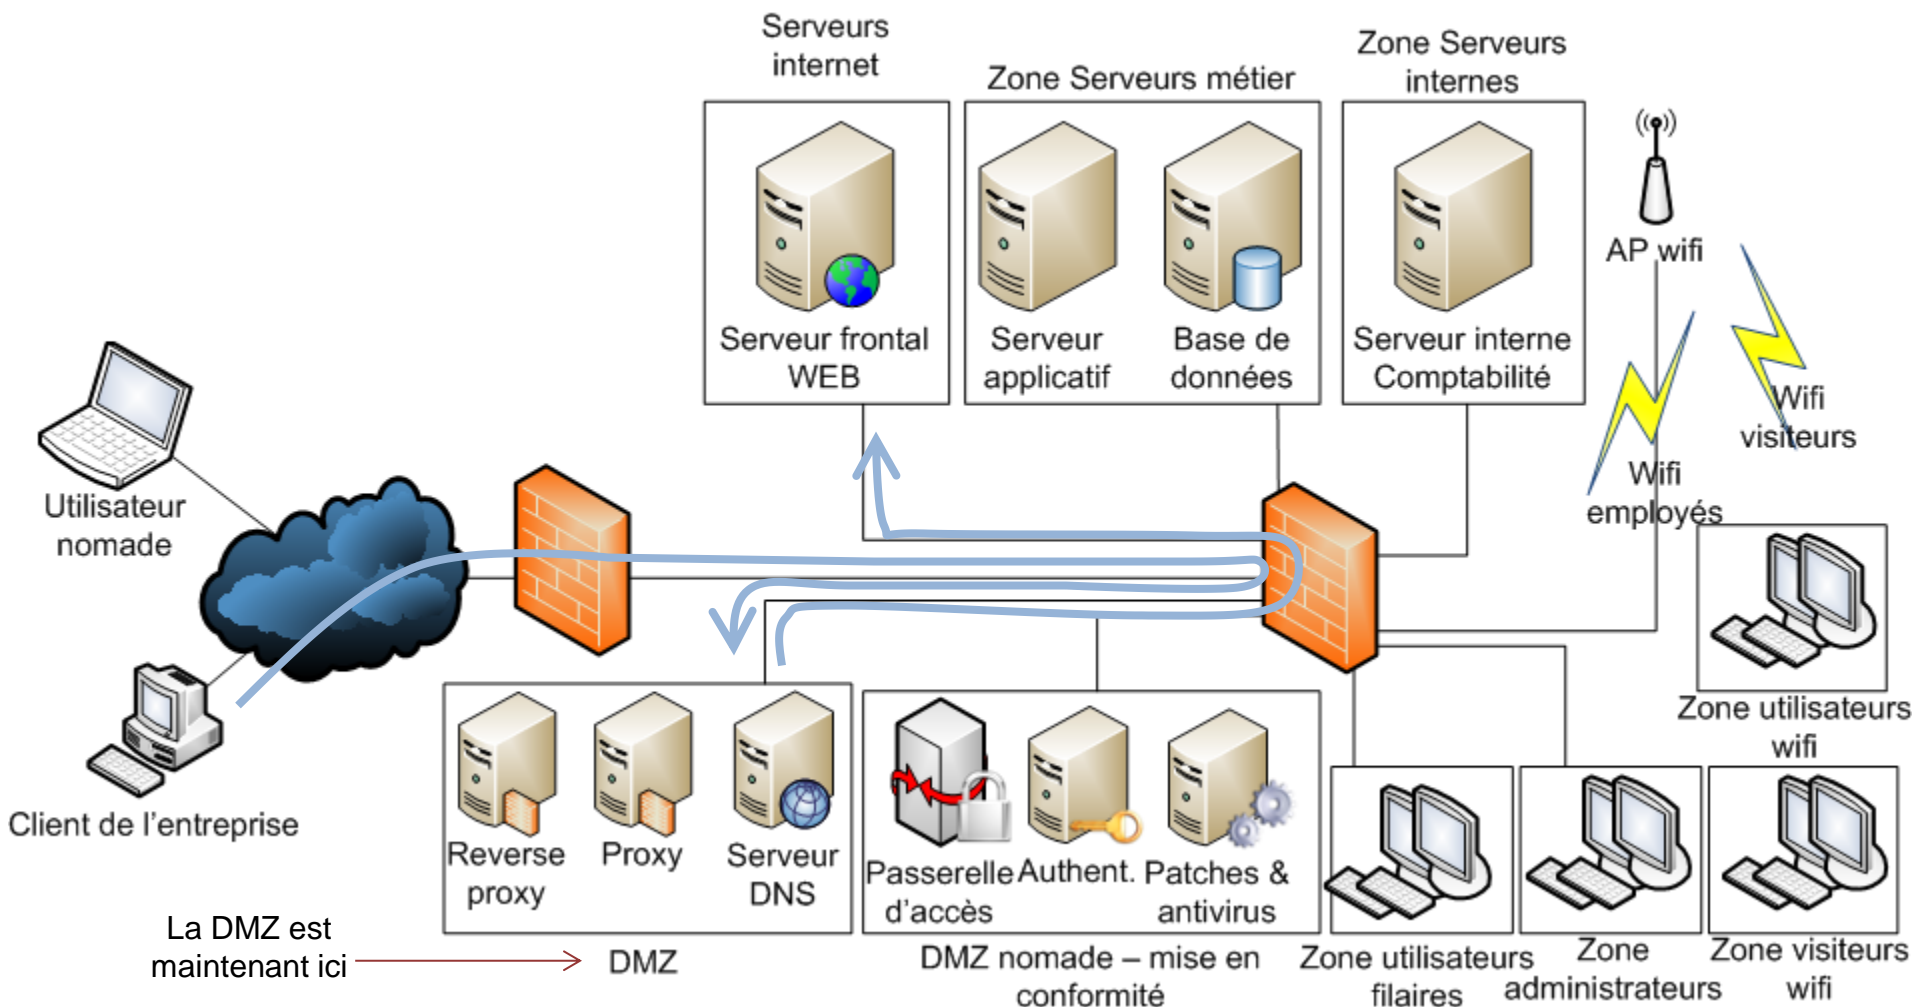 Serveurs
internet
Zone Serveurs métier
Zone Serveurs
internes
Serveur frontal
WEB
Serveur
applicatif
Base de
données
Serveur interne
Comptabilité
AP wifi
Wifi
visiteurs
Wifi
employés
Utilisateur
nomade
Client de l'entreprise
Zone utilisateurs
wifi
Reverse
proxy
Proxy
Serveur
DNS
Passerelle
d'accès
Authent.
Patches &
antivirus
La DMZ est
maintenant ici
DMZ
DMZ nomade – mise en
conformité
Zone utilisateurs
filaires
Zone
administrateurs
Zone visiteurs
wifi